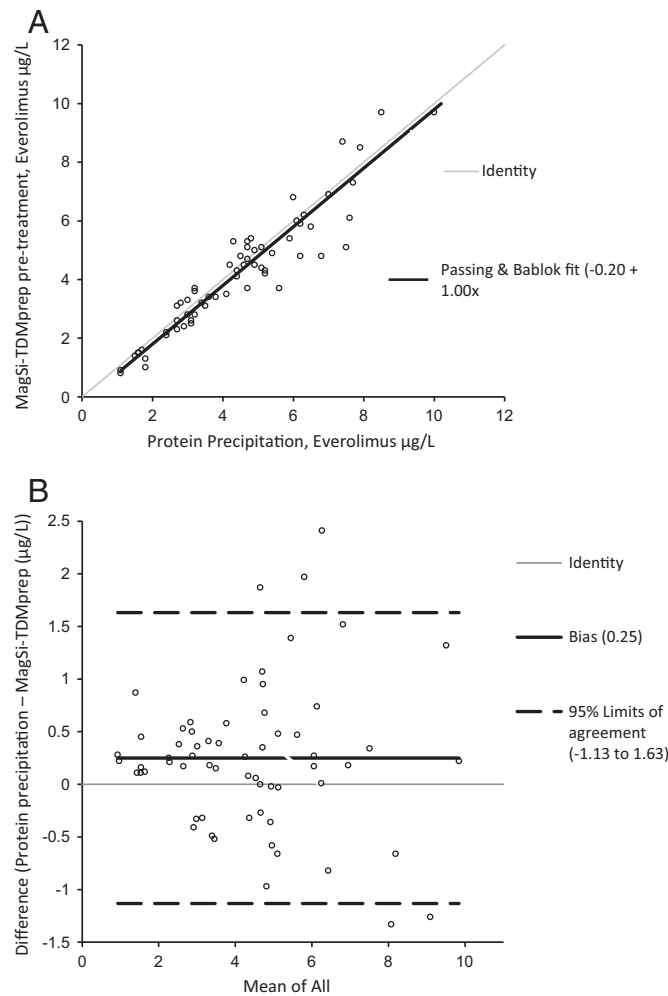 A
MagSi-TDMprep pre-treatment, Everolimus µg/L
12
10
8
6
4
2
0
0 2 4 6 8 10 12
Protein Precipitation, Everolimus µg/L
Identity
Passing & Bablok fit (-0.20 +
1.00x
B
Difference (Protein precipitation – MagSi-TDMprep (µg/L))
2.5
2
1.5
1
0.5
0
-0.5
-1
-1.5
0 2 4 6 8 10
Mean of All
Identity
Bias (0.25)
95% Limits of
agreement
(-1.13 to 1.63)